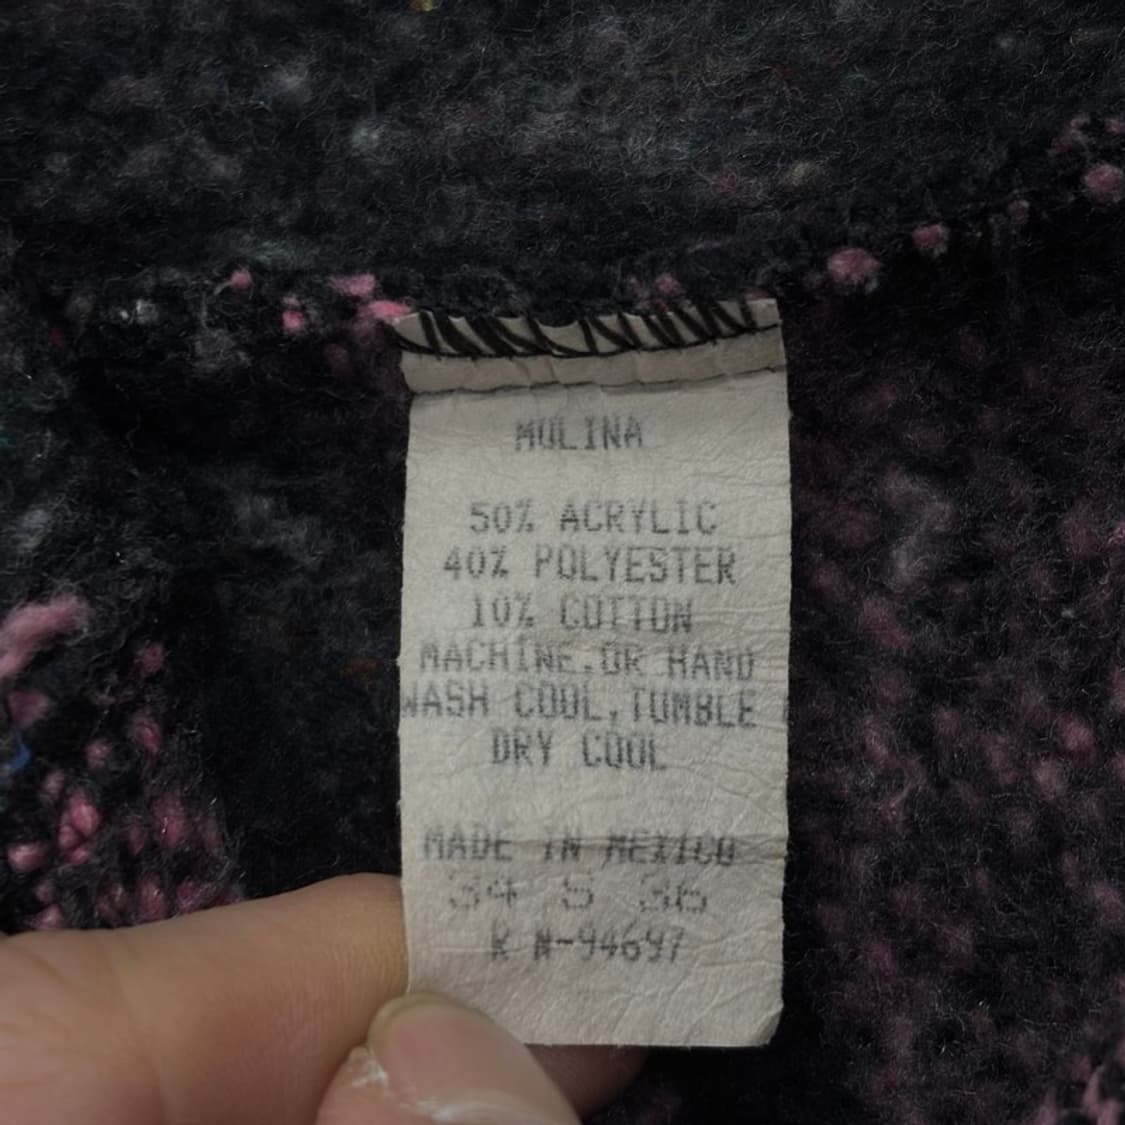 MOLINA
50% ACRYLIC
40% POLYESTER
10% COTTON
MACHINE.OR HAND
WASH COOL,TUMBLE
DRY COOL
MADE IN MEXICO
34 S 36
R N-94697